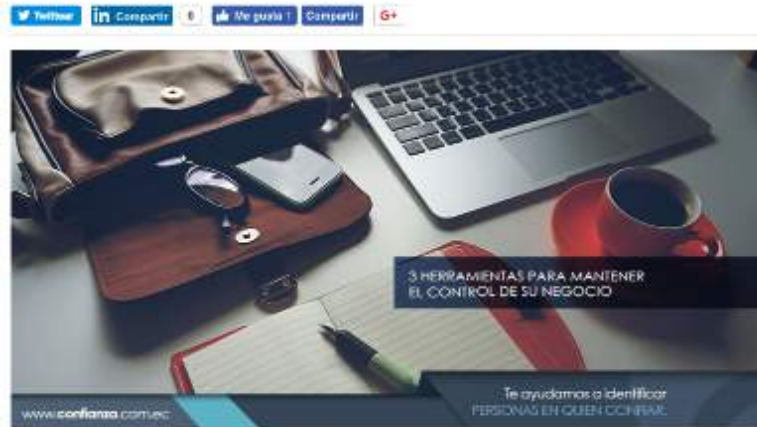 Twittear
Compartir
0
Me gusta 1
Compartir
G+
3 HERRAMIENTAS PARA MANTENER
EL CONTROL DE SU NEGOCIO
Te ayudamos a identificar
PERSONAS EN QUIEN CONFIAR.
www.confianza.com.ec